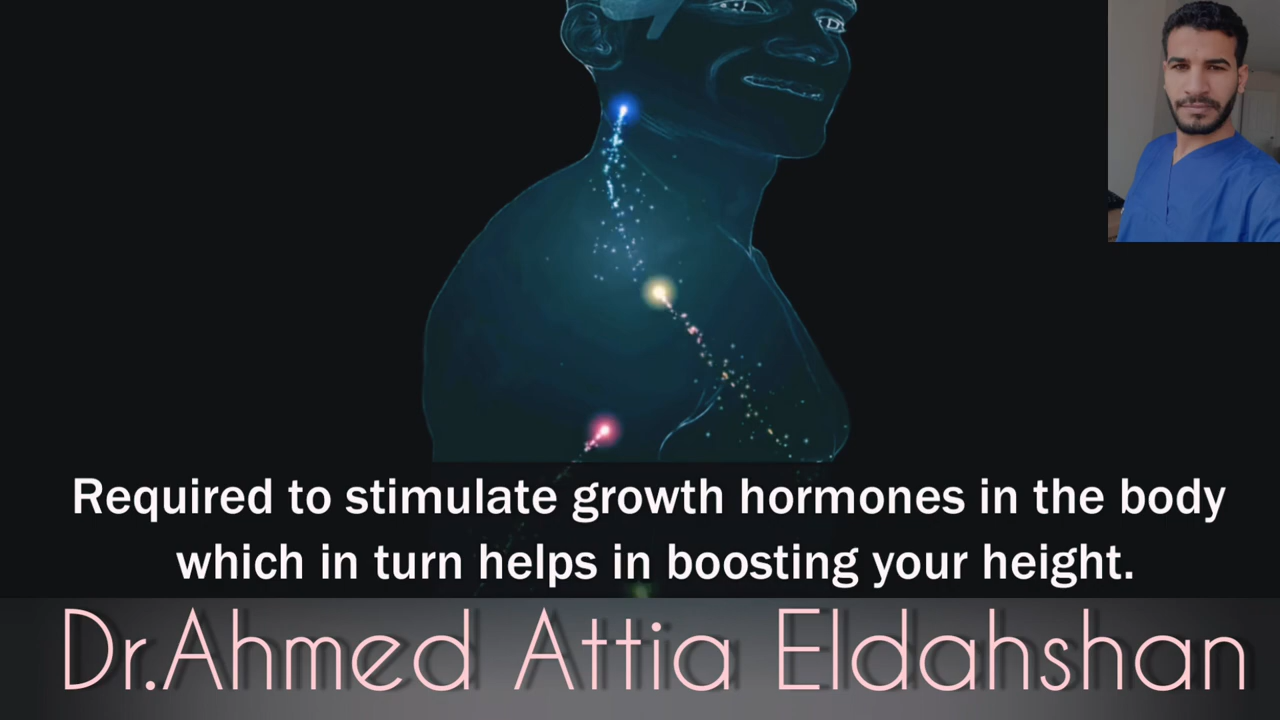 Required to stimulate growth hormones in the body
which in turn helps in boosting your height.
Dr.Ahmed Attia Eldahshan